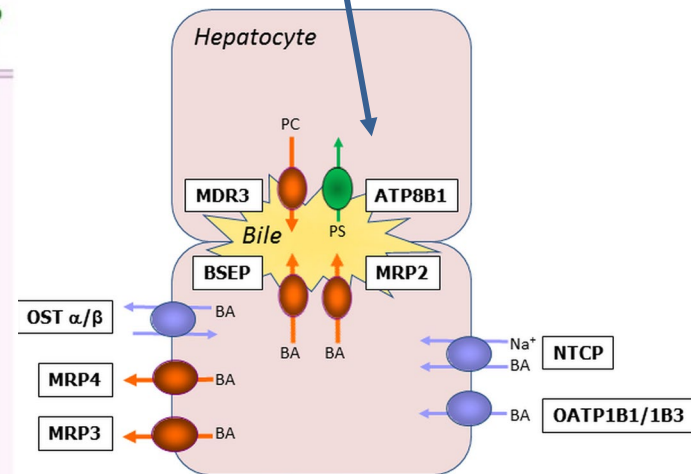 Hepatocyte
PC
MDR3
ATP8B1
PS
Bile
BSEP
MRP2
OST α/β
BA
BA
BA
Na⁺
BA
NTCP
MRP4
BA
BA
OATP1B1/1B3
MRP3
BA